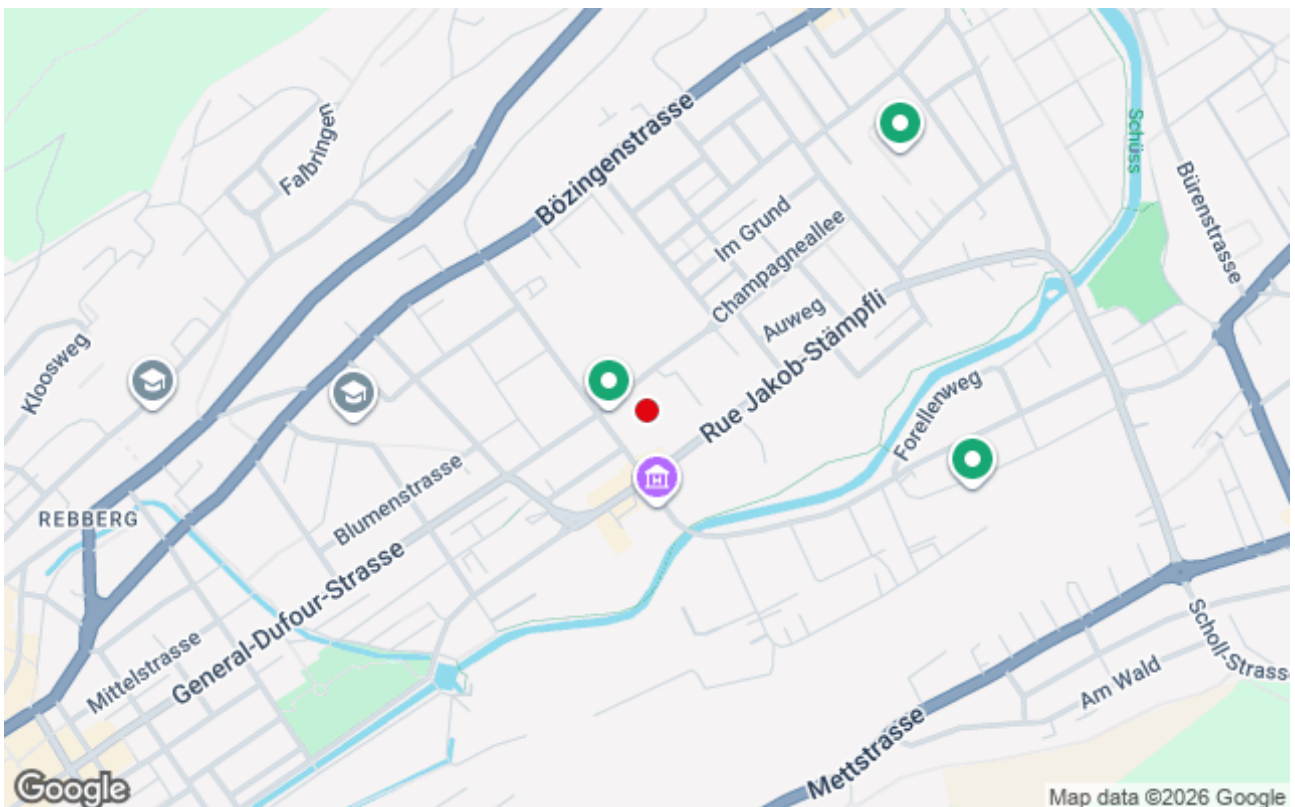 Falbringen
Bözingenstrasse
Schüss
Bürenstrasse
Im Grund
Champagneallee
Auweg
Kloosweg
Rue Jakob-Stämpfli
Forellenweg
Blumenstrasse
REBBERG
General-Dufour-Strasse
Mittelstrasse
Scholl-Strasse
Am Wald
Mettstrasse
Google
Map data ©2026 Google